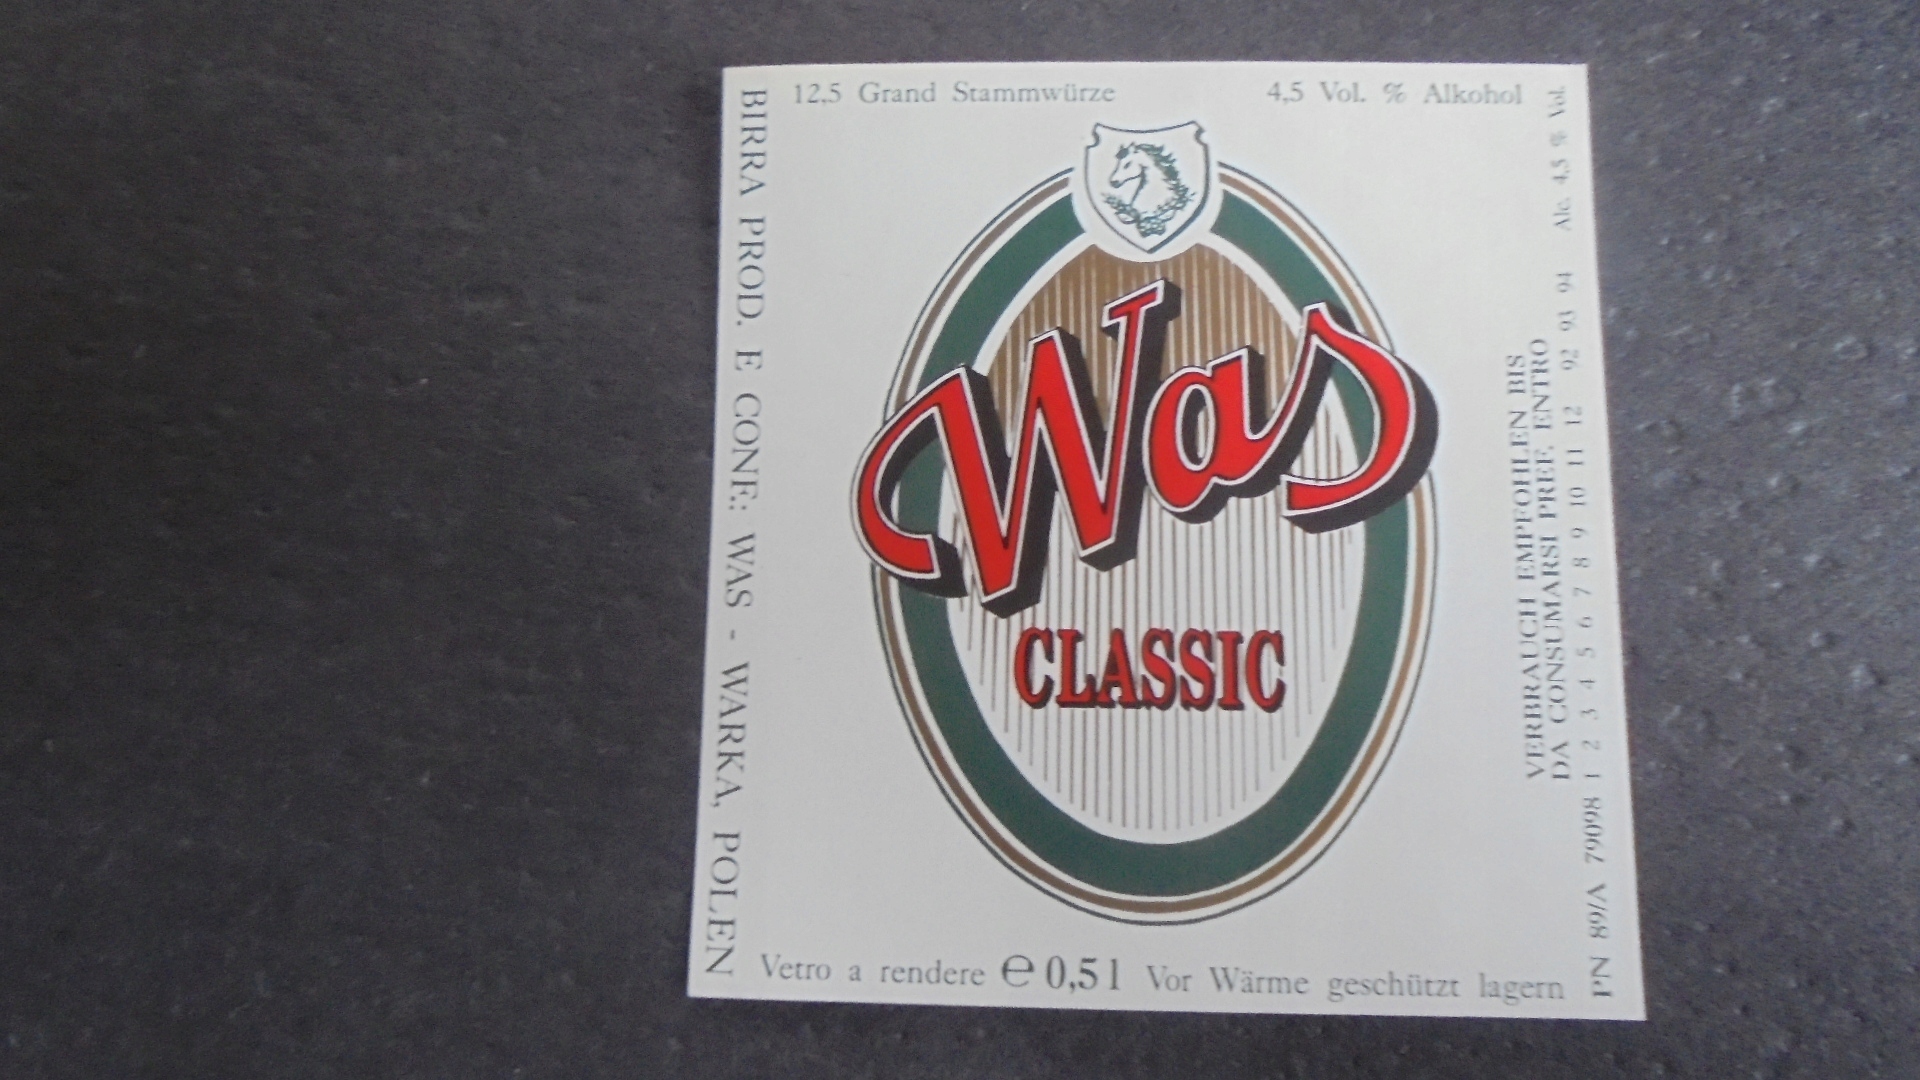 12,5 Grand Stammwürze
4,5 Vol. % Alkohol
BIRRA PROD. E CONF.: WAS - WARKA, POLEN
Was
CLASSIC
VERBRAUCH EMPFOHLEN BIS
DA CONSUMARSI PREF. ENTRO
PN 89/A 79098 1 2 3 4 5 6 7 8 9 10 11 12 92 93 94 Alc. 4,5 % Vol.
Vetro a rendere ℮ 0,5 l Vor Wärme geschützt lagern